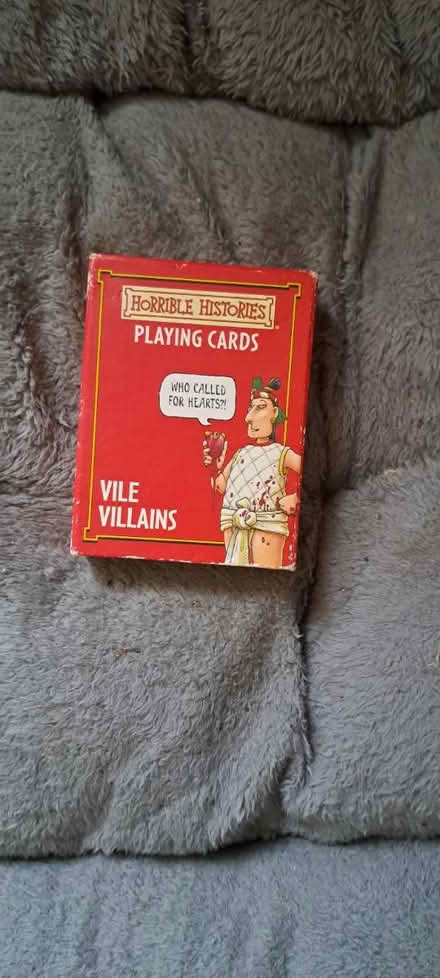 HORRIBLE HISTORIES
PLAYING CARDS
WHO CALLED
FOR HEARTS?!
VILE
VILLAINS